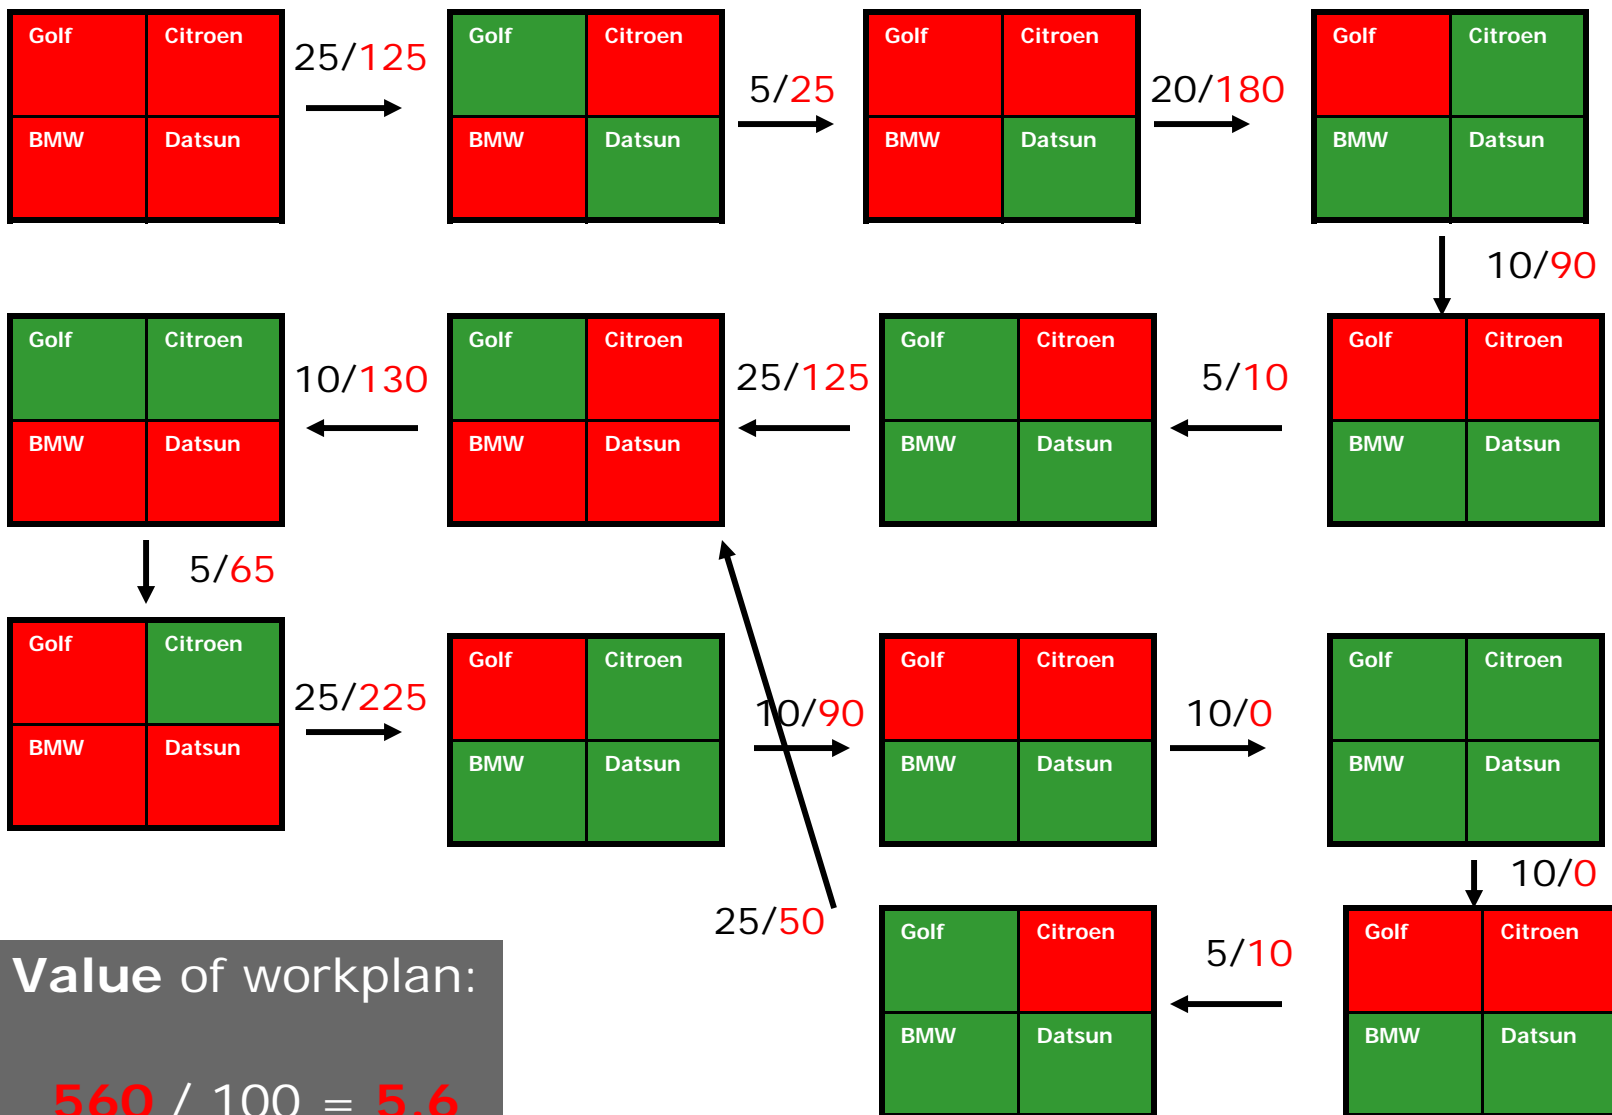 Golf Citroen
BMW Datsun
25/125
Golf Citroen
BMW Datsun
5/25
Golf Citroen
BMW Datsun
20/180
Golf Citroen
BMW Datsun
10/90
Golf Citroen
BMW Datsun
5/10
Golf Citroen
BMW Datsun
25/125
Golf Citroen
BMW Datsun
10/130
Golf Citroen
BMW Datsun
5/65
Golf Citroen
BMW Datsun
25/225
Golf Citroen
BMW Datsun
10/90
Golf Citroen
BMW Datsun
10/0
Golf Citroen
BMW Datsun
10/0
Golf Citroen
BMW Datsun
5/10
Golf Citroen
BMW Datsun
25/50
Value of workplan:
560 / 100 = 5.6